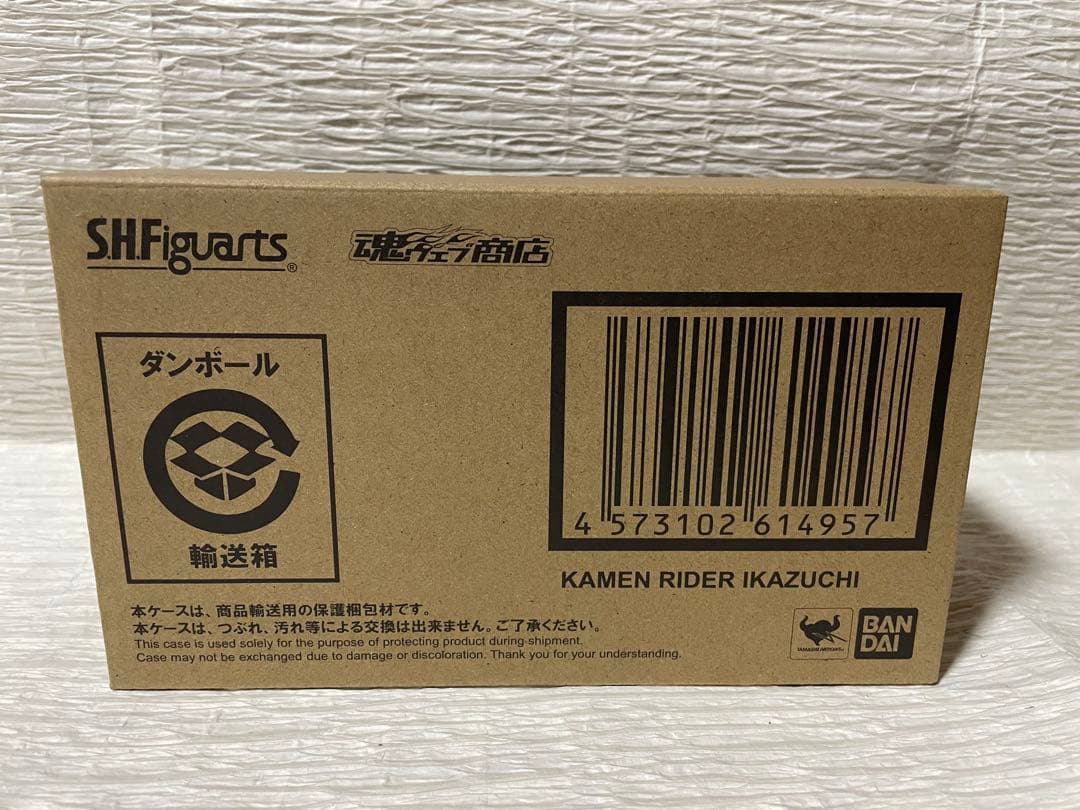 S.H.Figuarts®
魂ウェブ商店
ダンボール
輸送箱
4 573102 614957
KAMEN RIDER IKAZUCHI
本ケースは、商品輸送用の保護梱包材です。
本ケースは、つぶれ、汚れ等による交換は出来ません。ご了承ください。
This case is used solely for the purpose of protecting product during shipment.
Case may not be exchanged due to damage or discoloration. Thank you for your understanding.
TAMASHII NATIONS
BAN
DAI